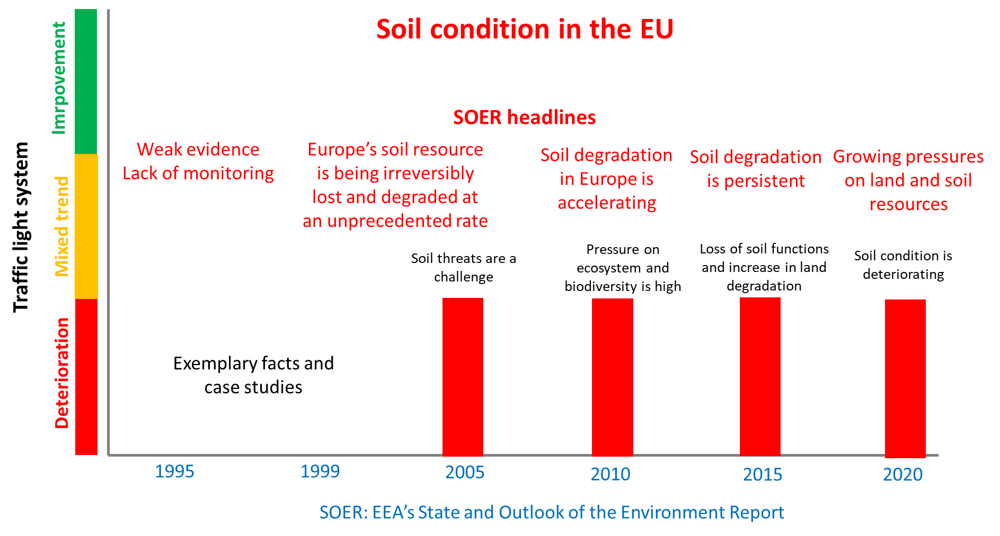 Soil condition in the EU
Traffic light system
Imrpovement
Mixed trend
Deterioration
SOER headlines
Weak evidence
Lack of monitoring
Europe’s soil resource
is being irreversibly
lost and degraded at
an unprecedented rate
Soil degradation
in Europe is
accelerating
Soil degradation
is persistent
Growing pressures
on land and soil
resources
Exemplary facts and
case studies
Soil threats are a
challenge
Pressure on
ecosystem and
biodiversity is high
Loss of soil functions
and increase in land
degradation
Soil condition is
deteriorating
1995
1999
2005
2010
2015
2020
SOER: EEA’s State and Outlook of the Environment Report